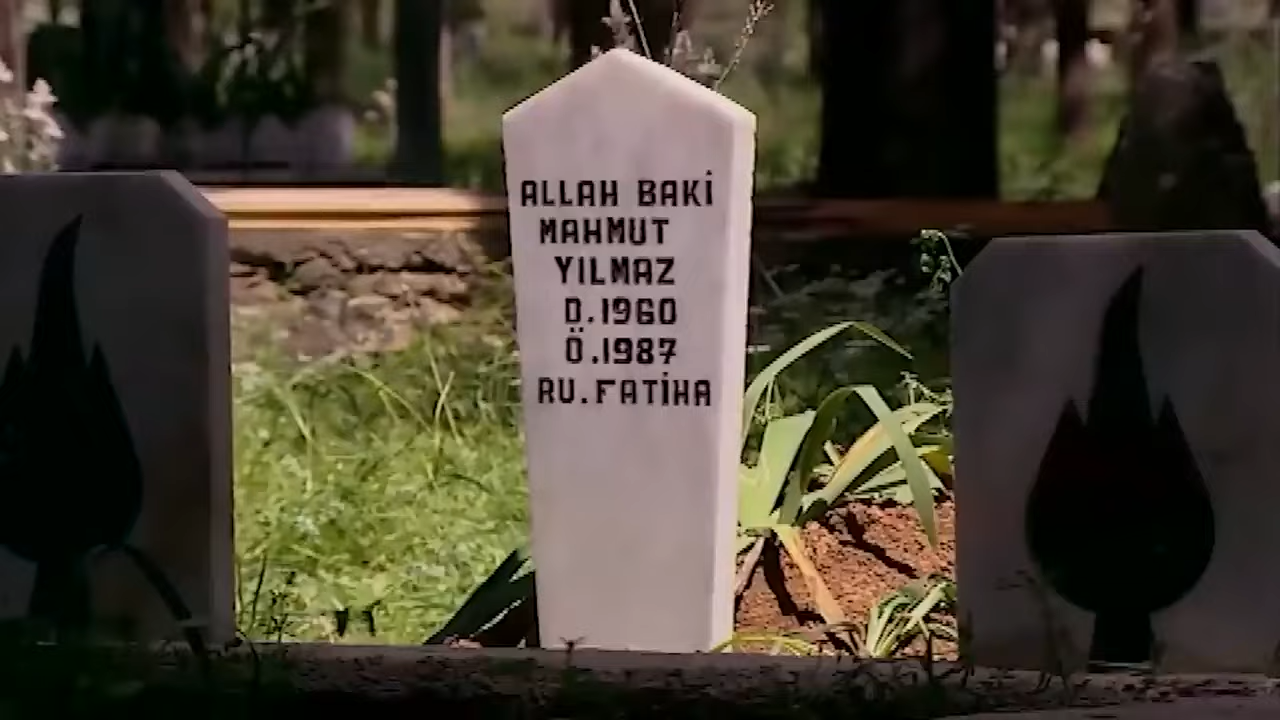 ALLAH BAKİ
MAHMUT
YILMAZ
D.1960
Ö.1987
RU.FATİHA